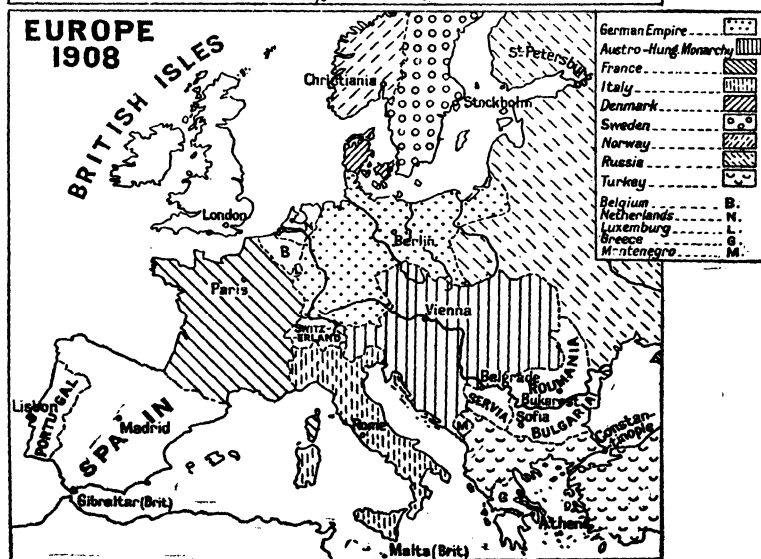 EUROPE
1908
BRITISH ISLES
London
Christiania
Stockholm
St. Petersburg
Berlin
B
L
N
Paris
SWITZ-
ERLAND
Vienna
Belgrade
ROUMANIA
Bukarest
SERVIA
Sofia
BULGARIA
M
Constan-
tinople
G
Athens
Rome
Lisbon
PORTUGAL
SPAIN
Madrid
Gibraltar (Brit)
Malta (Brit)
German Empire
Austro-Hung. Monarchy
France
Italy
Denmark
Sweden
Norway
Russia
Turkey
Belgium B.
Netherlands N.
Luxemburg L.
Greece G.
Montenegro M.